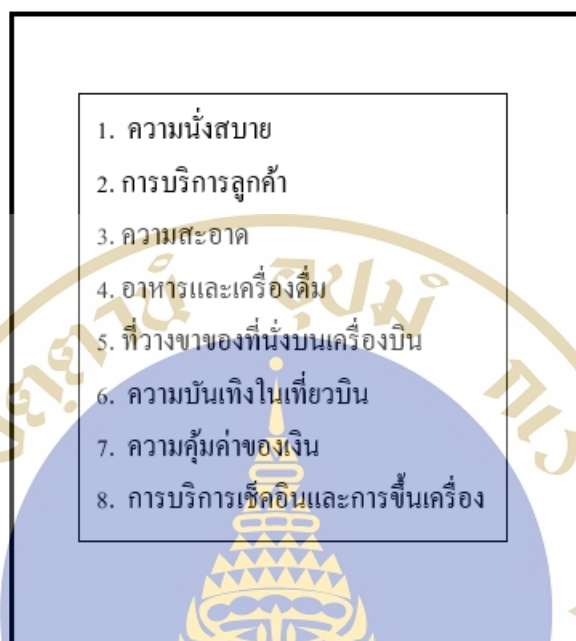 1. ความนั่งสบาย
2. การบริการลูกค้า
3. ความสะอาด
4. อาหารและเครื่องดื่ม
5. ที่วางขาของที่นั่งบนเครื่องบิน
6. ความบันเทิงในเที่ยวบิน
7. ความคุ้มค่าของเงิน
8. การบริการเช็คอินและการขึ้นเครื่อง